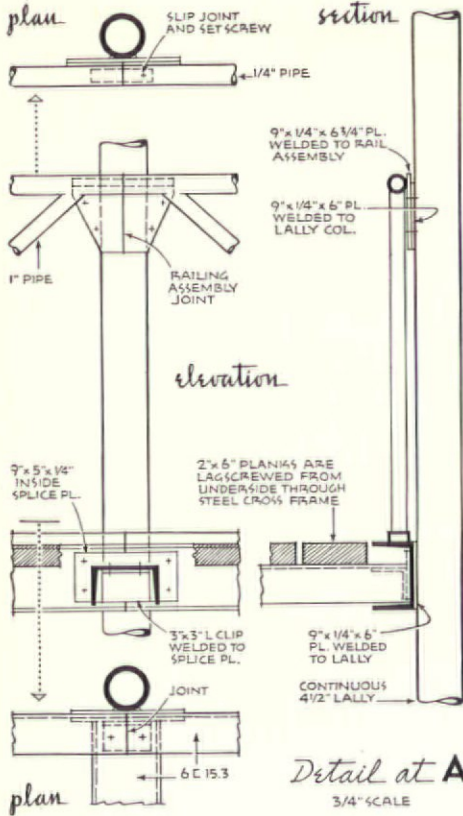 plan
SLIP JOINT
AND SET SCREW
1/4" PIPE
section
9"x 1/4"x 6 3/4" PL.
WELDED TO RAIL
ASSEMBLY
9"x 1/4"x 6" PL.
WELDED TO
LALLY COL.
1" PIPE
RAILING
ASSEMBLY
JOINT
elevation
9"x 5"x 1/4"
INSIDE
SPLICE PL.
2"x 6" PLANKS ARE
LAGSCREWED FROM
UNDERSIDE THROUGH
STEEL CROSS FRAME
3"x 3" L CLIP
WELDED TO
SPLICE PL.
9"x 1/4"x 6"
PL. WELDED
TO LALLY
JOINT
CONTINUOUS
4 1/2" LALLY
6 [ 15.3
plan
Detail at A
3/4" SCALE